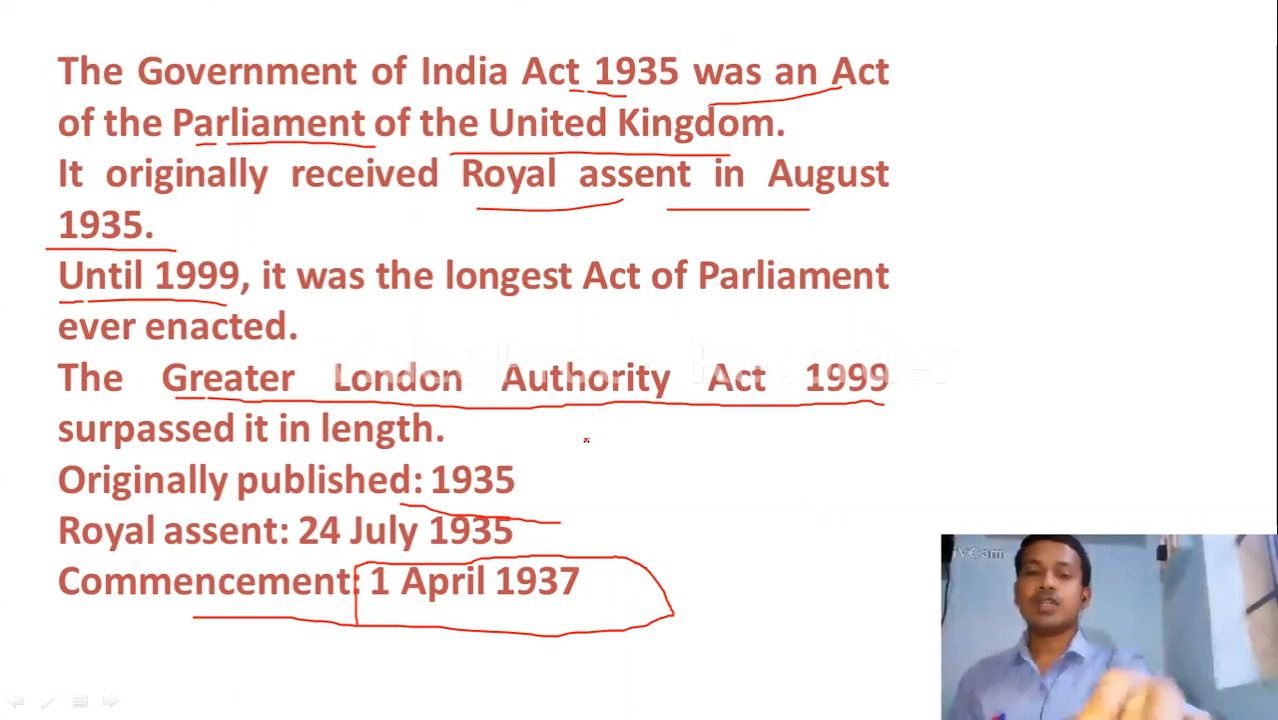 The Government of India Act 1935 was an Act
of the Parliament of the United Kingdom.
It originally received Royal assent in August
1935.
Until 1999, it was the longest Act of Parliament
ever enacted.
The Greater London Authority Act 1999
surpassed it in length.
Originally published: 1935
Royal assent: 24 July 1935
Commencement: 1 April 1937
iVCam